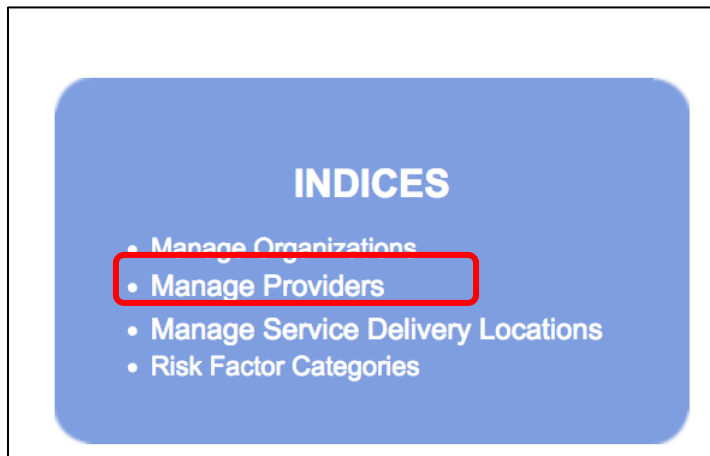 INDICES
• Manage Organizations
• Manage Providers
• Manage Service Delivery Locations
• Risk Factor Categories